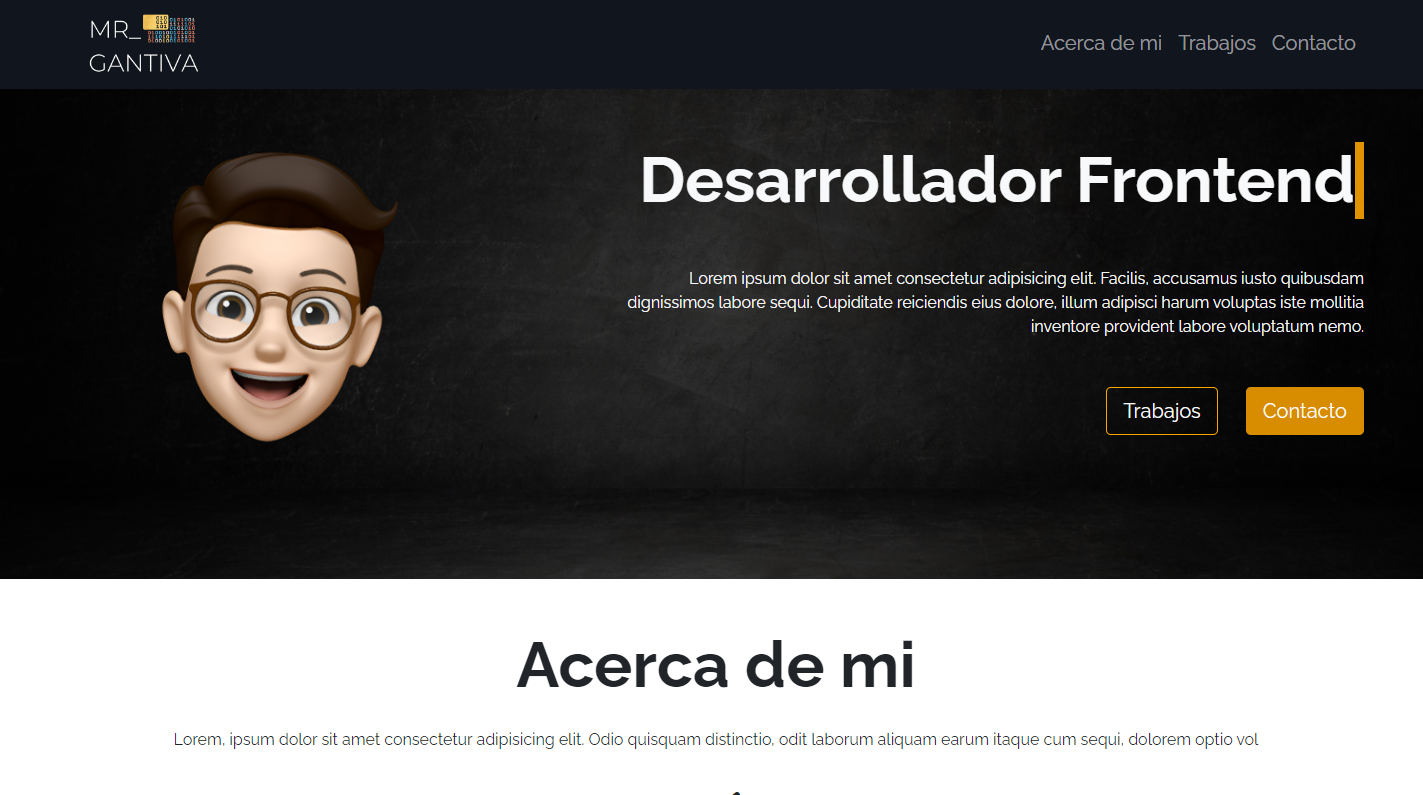 MR_
GANTIVA
Acerca de mi Trabajos Contacto
Desarrollador Frontend
Lorem ipsum dolor sit amet consectetur adipisicing elit. Facilis, accusamus iusto quibusdam
dignissimos labore sequi. Cupiditate reiciendis eius dolore, illum adipisci harum voluptas iste mollitia
inventore provident labore voluptatum nemo.
Trabajos Contacto
Acerca de mi
Lorem, ipsum dolor sit amet consectetur adipisicing elit. Odio quisquam distinctio, odit laborum aliquam earum itaque cum sequi, dolorem optio vol